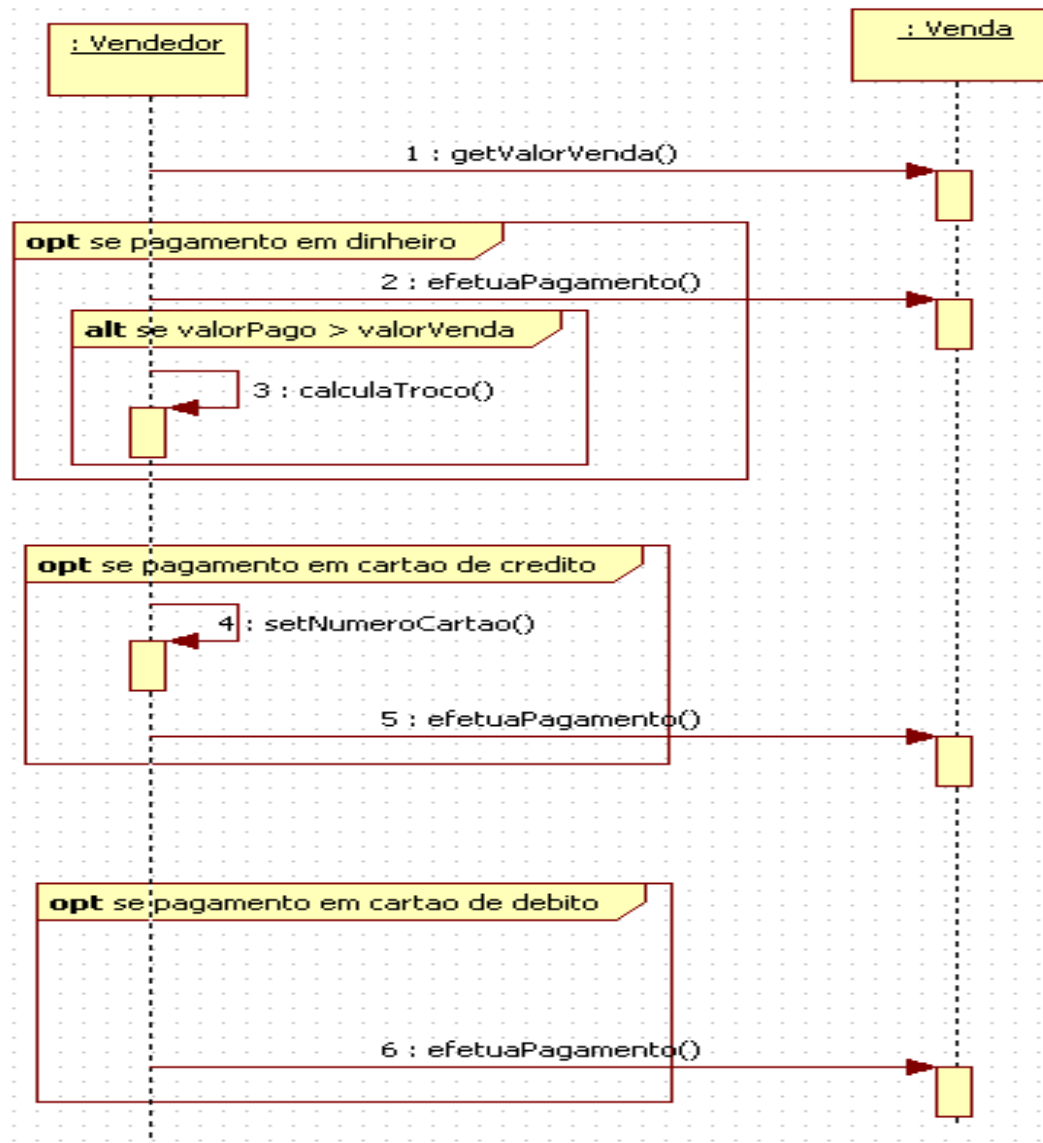 : Vendedor
: Venda
1 : getValorVenda()
opt se pagamento em dinheiro
2 : efetuaPagamento()
alt se valorPago > valorVenda
3 : calculaTroco()
opt se pagamento em cartao de credito
4 : setNumeroCartao()
5 : efetuaPagamento()
opt se pagamento em cartao de debito
6 : efetuaPagamento()